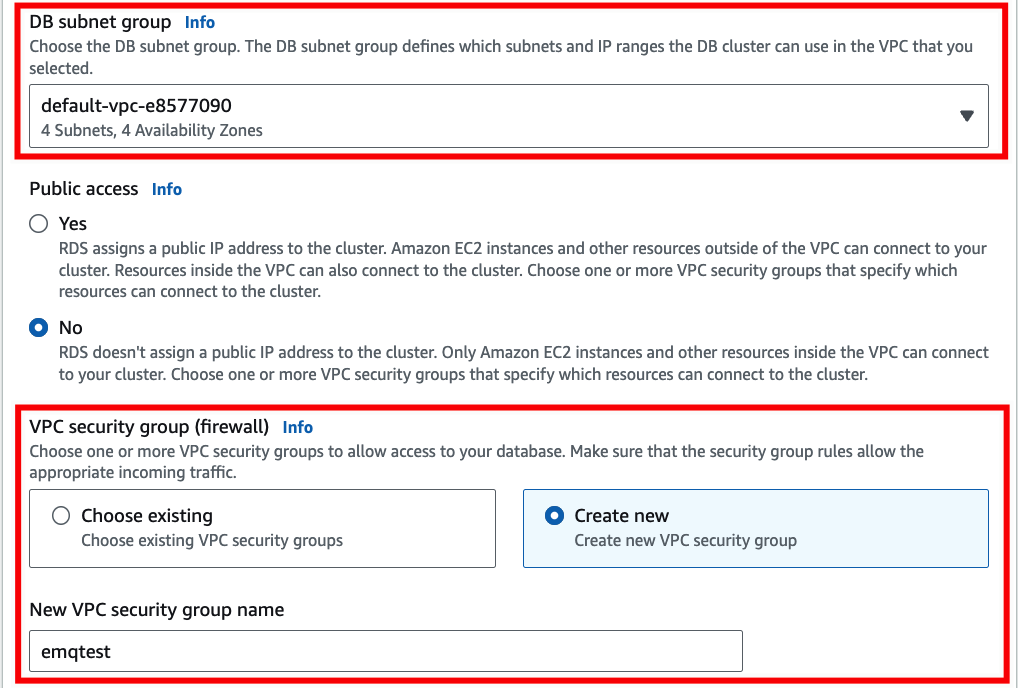 DB subnet group Info
Choose the DB subnet group. The DB subnet group defines which subnets and IP ranges the DB cluster can use in the VPC that you
selected.
default-vpc-e8577090
4 Subnets, 4 Availability Zones
Public access Info
Yes
RDS assigns a public IP address to the cluster. Amazon EC2 instances and other resources outside of the VPC can connect to your
cluster. Resources inside the VPC can also connect to the cluster. Choose one or more VPC security groups that specify which
resources can connect to the cluster.
No
RDS doesn't assign a public IP address to the cluster. Only Amazon EC2 instances and other resources inside the VPC can connect
to your cluster. Choose one or more VPC security groups that specify which resources can connect to the cluster.
VPC security group (firewall) Info
Choose one or more VPC security groups to allow access to your database. Make sure that the security group rules allow the
appropriate incoming traffic.
Choose existing
Choose existing VPC security groups
Create new
Create new VPC security group
New VPC security group name
emqtest